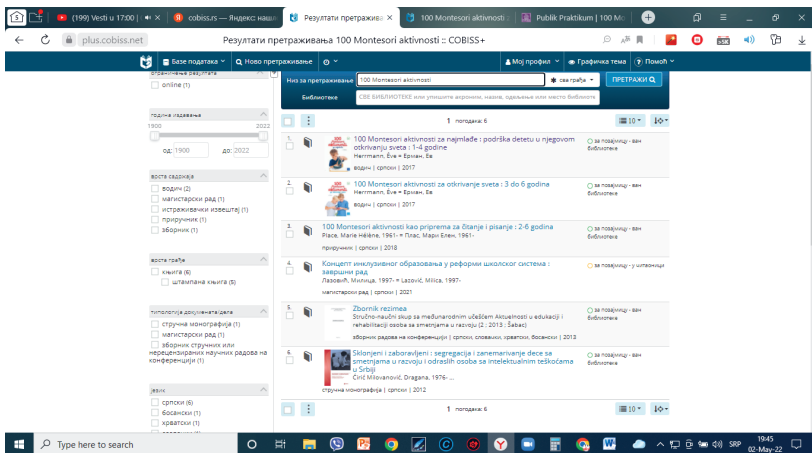 5
(199) Vesti u 17:00 |
cobiss.rs — Яндекс: нашл
Резултати претражива
100 Montesori aktivnosti ::
Publik Praktikum | 100 Mo
plus.cobiss.net
Резултати претраживања 100 Montesori aktivnosti :: COBISS+
Базе података
Ново претраживање
Мој профил
Графичка тема
Помоћ
Низ за претраживање
100 Montesori aktivnosti
све грађа
ПРЕТРАЖИ
Библиотеке
СВЕ БИБЛИОТЕКЕ или упишите акроним, назив, одељење или место библиоте
ограничење резултата
online (1)
година издавања
1900
2022
од: 1900
до: 2022
врста садржаја
водич (2)
магистарски рад (1)
истраживачки извештај (1)
приручник (1)
зборник (1)
врста грађе
књига (6)
штампана књига (5)
типологија докумената/дела
стручна монографија (1)
магистарски рад (1)
зборник стручних или
нерецензираних научних радова на
конференцији (1)
језик
српски (6)
босански (1)
хрватски (1)
1 погодака: 6
10
1.
100 Montesori aktivnosti za najmlađe : podrška detetu u njegovom
otkrivanju sveta : 1-4 godine
Herrmann, Ève = Ерман, Ев
водич | српски | 2017
за позајмицу - ван
библиотеке
2.
100 Montesori aktivnosti za otkrivanje sveta : 3 do 6 godina
Herrmann, Ève = Ерман, Ев
водич | српски | 2017
за позајмицу - ван
библиотеке
3.
100 Montesori aktivnosti kao priprema za čitanje i pisanje : 2-6 godina
Place, Marie Hélène, 1961- = Плас, Мари Елен, 1961-
приручник | српски | 2018
за позајмицу - ван
библиотеке
4.
Концепт инклузивног образовања у реформи школског система :
завршни рад
Лазовић, Милица, 1997- = Lazović, Milica, 1997-
магистарски рад | српски | 2021
за позајмицу - у читаоници
5.
Zbornik rezimea
Stručno-naučni skup sa međunarodnim učešćem Aktuelnosti u edukaciji i
rehabilitaciji osoba sa smetnjama u razvoju (2 ; 2013 ; Šabac)
зборник радова на конференцији | српски, словачки, хрватски, босански | 2013
за позајмицу - ван
библиотеке
6.
Sklonjeni i zaboravljeni : segregacija i zanemarivanje dece sa
smetnjama u razvoju i odraslih osoba sa intelektualnim teškoćama
u Srbiji
Ćirić Milovanović, Dragana, 1976- ...
стручна монографија | српски | 2012
за позајмицу - ван
библиотеке
1 погодака: 6
10
Type here to search
SRP
19:45
02-May-22